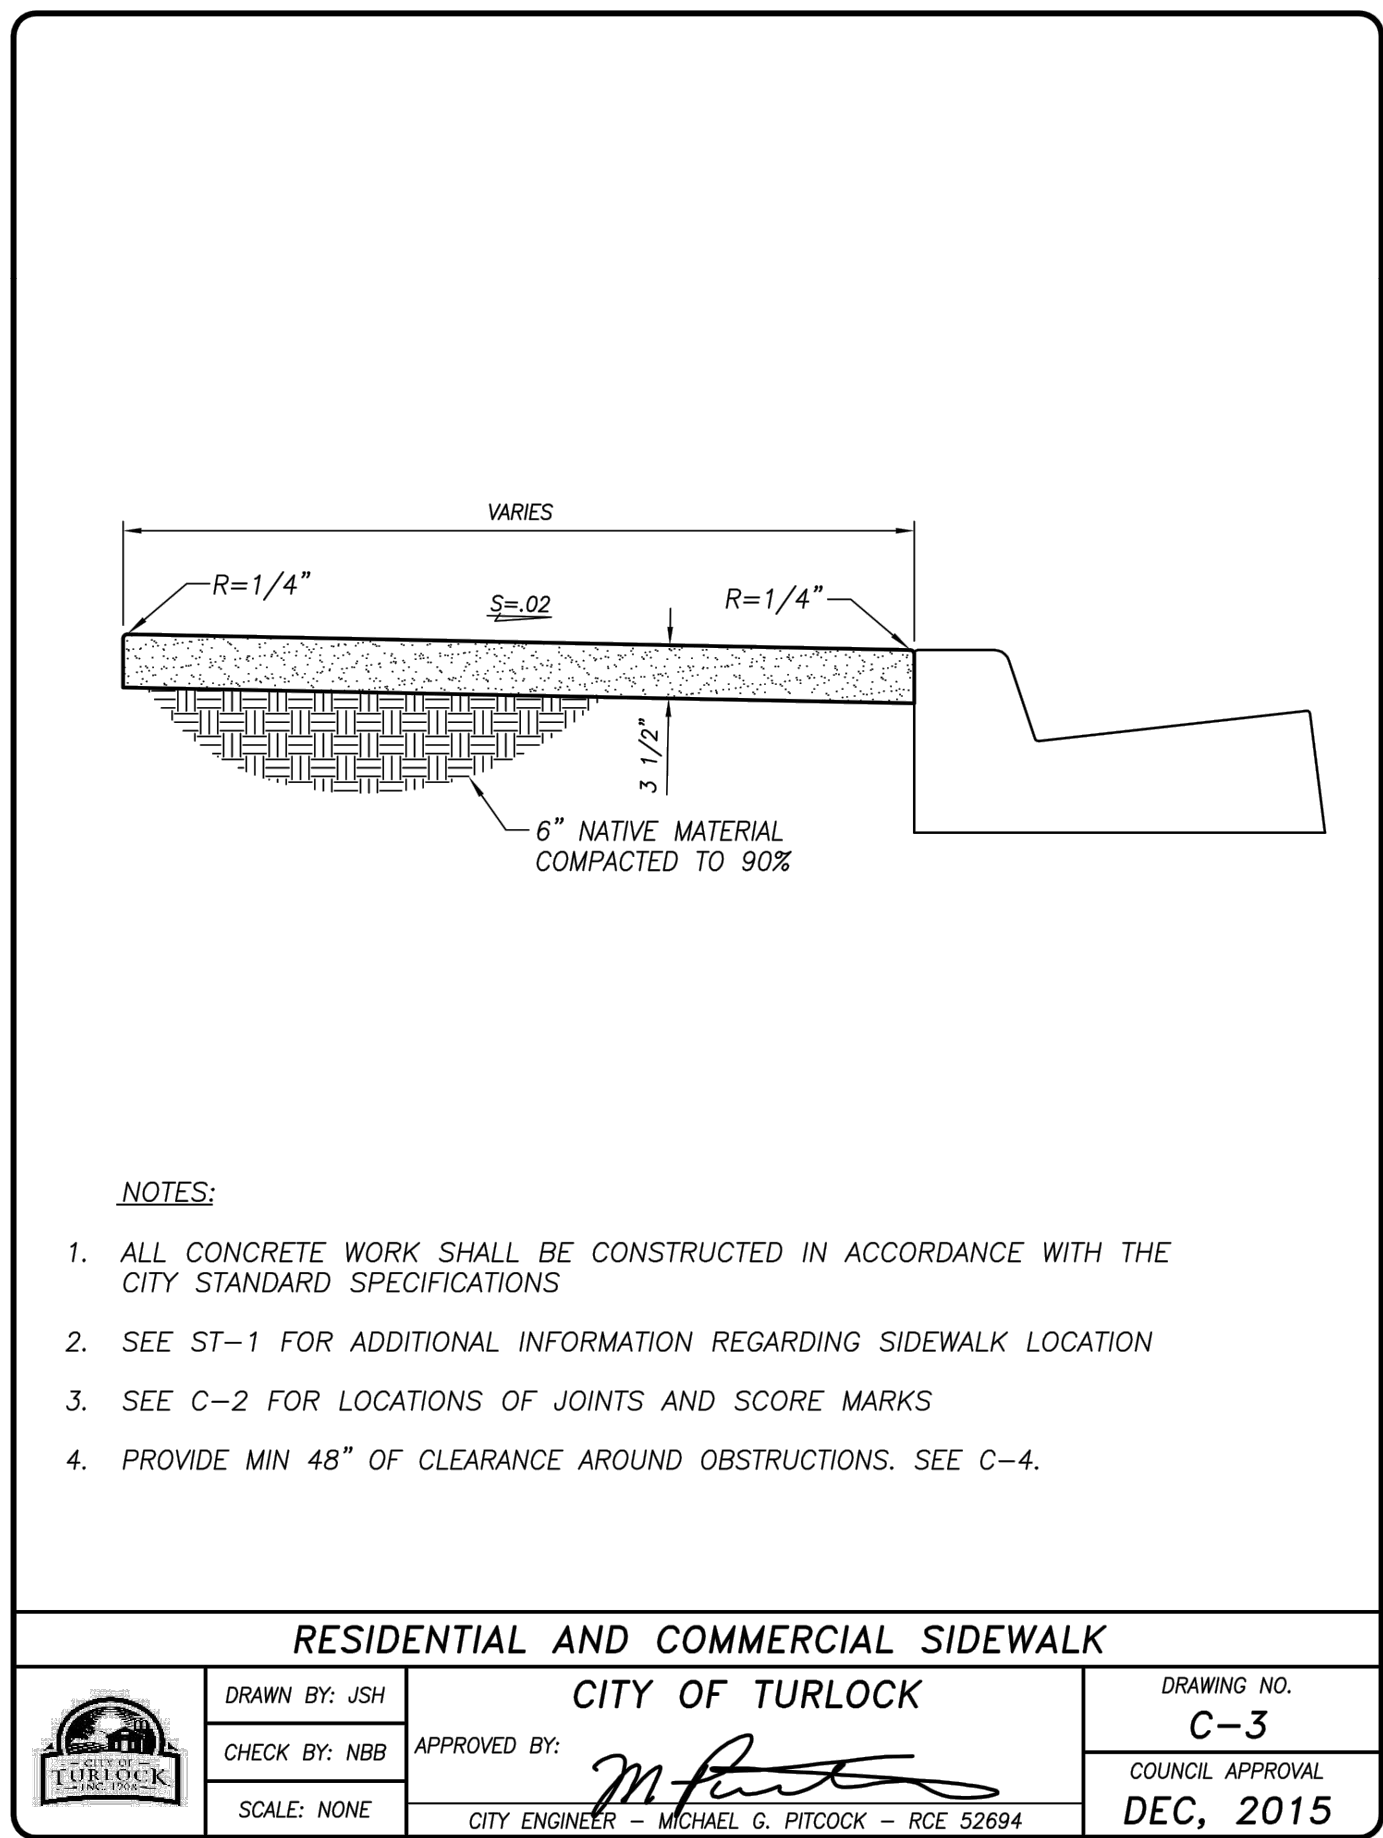 VARIES
R=1/4"
S=.02
R=1/4"
3 1/2"
6" NATIVE MATERIAL
COMPACTED TO 90%
NOTES:
1. ALL CONCRETE WORK SHALL BE CONSTRUCTED IN ACCORDANCE WITH THE
CITY STANDARD SPECIFICATIONS
2. SEE ST-1 FOR ADDITIONAL INFORMATION REGARDING SIDEWALK LOCATION
3. SEE C-2 FOR LOCATIONS OF JOINTS AND SCORE MARKS
4. PROVIDE MIN 48" OF CLEARANCE AROUND OBSTRUCTIONS. SEE C-4.
RESIDENTIAL AND COMMERCIAL SIDEWALK
CITY OF
TURLOCK
INC. 1908
DRAWN BY: JSH
CHECK BY: NBB
SCALE: NONE
CITY OF TURLOCK
APPROVED BY:
CITY ENGINEER - MICHAEL G. PITCOCK - RCE 52694
DRAWING NO.
C-3
COUNCIL APPROVAL
DEC, 2015